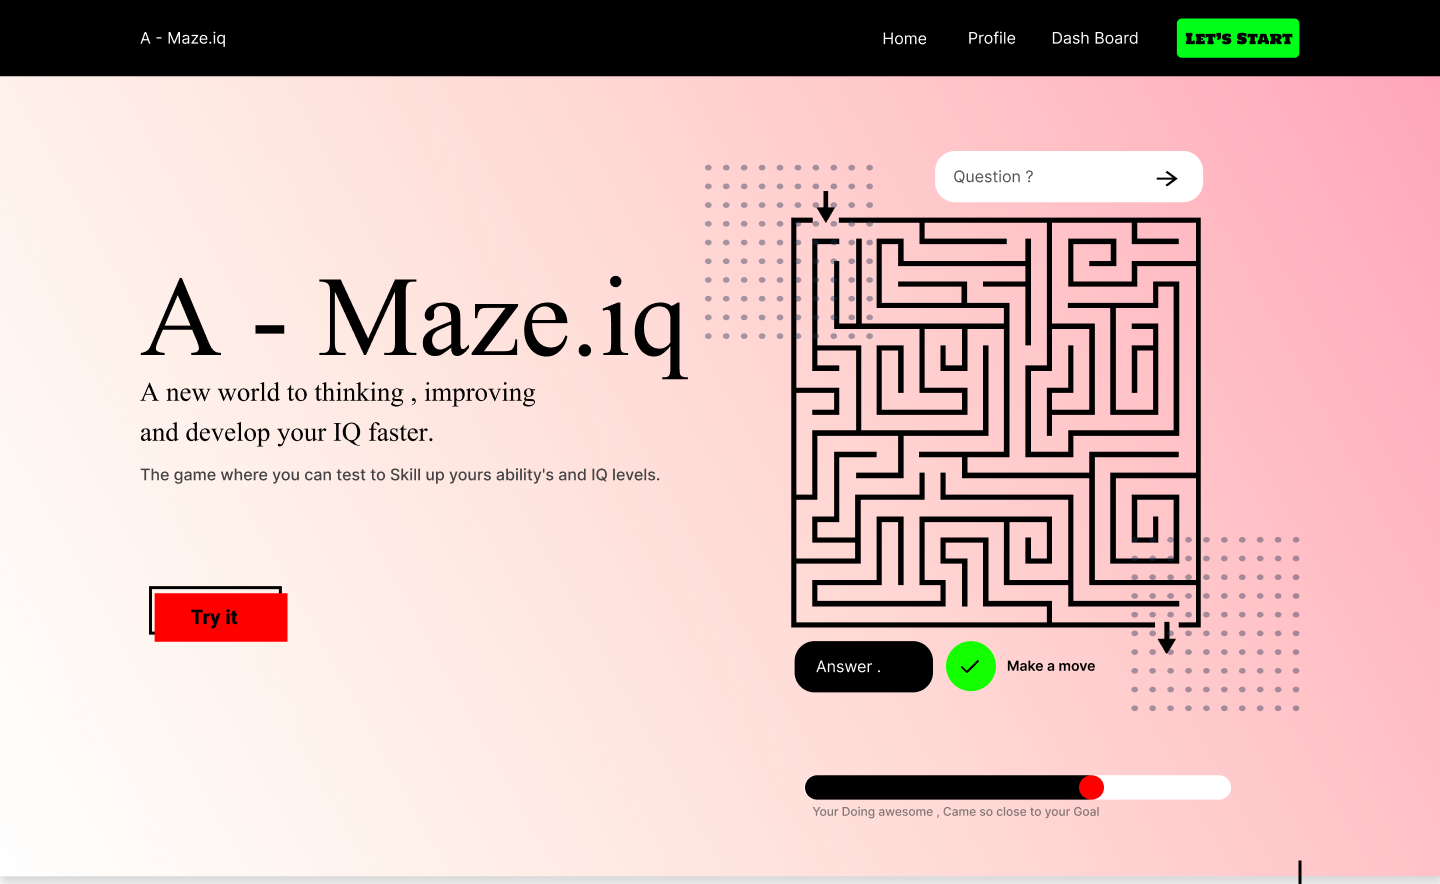 A - Maze.iq
Home
Profile
Dash Board
Let's Start
Question ?
A - Maze.iq
A new world to thinking , improving
and develop your IQ faster.
The game where you can test to Skill up yours ability's and IQ levels.
Try it
Answer .
Make a move
Your Doing awesome , Came so close to your Goal